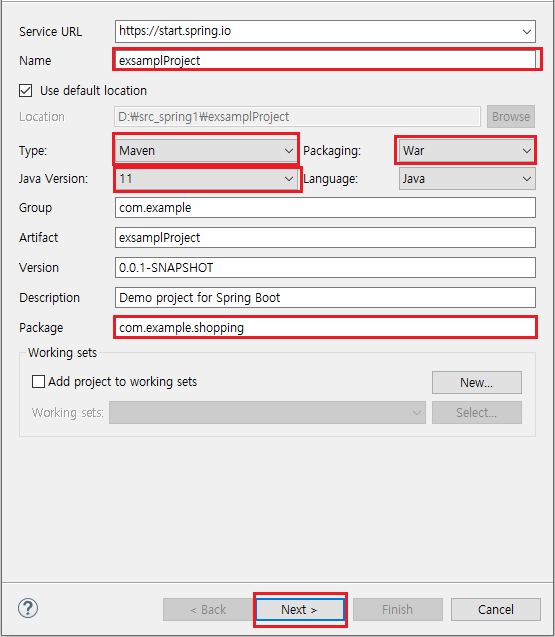 Service URL https://start.spring.io
Name exsamplProject
Use default location
Location D:₩src_spring1₩exsamplProject Browse
Type: Maven Packaging: War
Java Version: 11 Language: Java
Group com.example
Artifact exsamplProject
Version 0.0.1-SNAPSHOT
Description Demo project for Spring Boot
Package com.example.shopping
Working sets
Add project to working sets New...
Working sets: Select...
? < Back Next > Finish Cancel